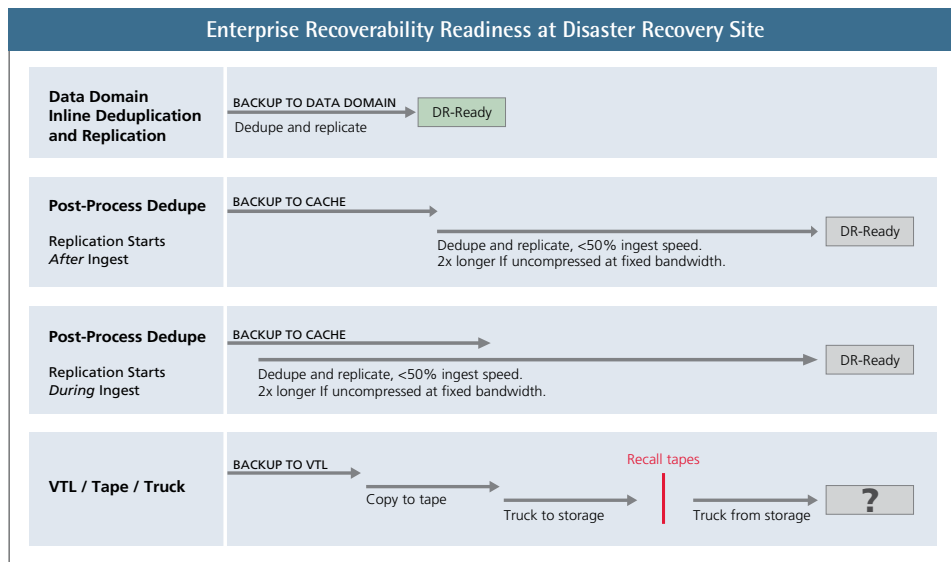 Enterprise Recoverability Readiness at Disaster Recovery Site
Data Domain
Inline Deduplication
and Replication
BACKUP TO DATA DOMAIN
Dedupe and replicate
DR-Ready
Post-Process Dedupe
Replication Starts
After Ingest
BACKUP TO CACHE
Dedupe and replicate, <50% ingest speed.
2x longer If uncompressed at fixed bandwidth.
DR-Ready
Post-Process Dedupe
Replication Starts
During Ingest
BACKUP TO CACHE
Dedupe and replicate, <50% ingest speed.
2x longer If uncompressed at fixed bandwidth.
DR-Ready
VTL / Tape / Truck
BACKUP TO VTL
Copy to tape
Truck to storage
Recall tapes
Truck from storage
?